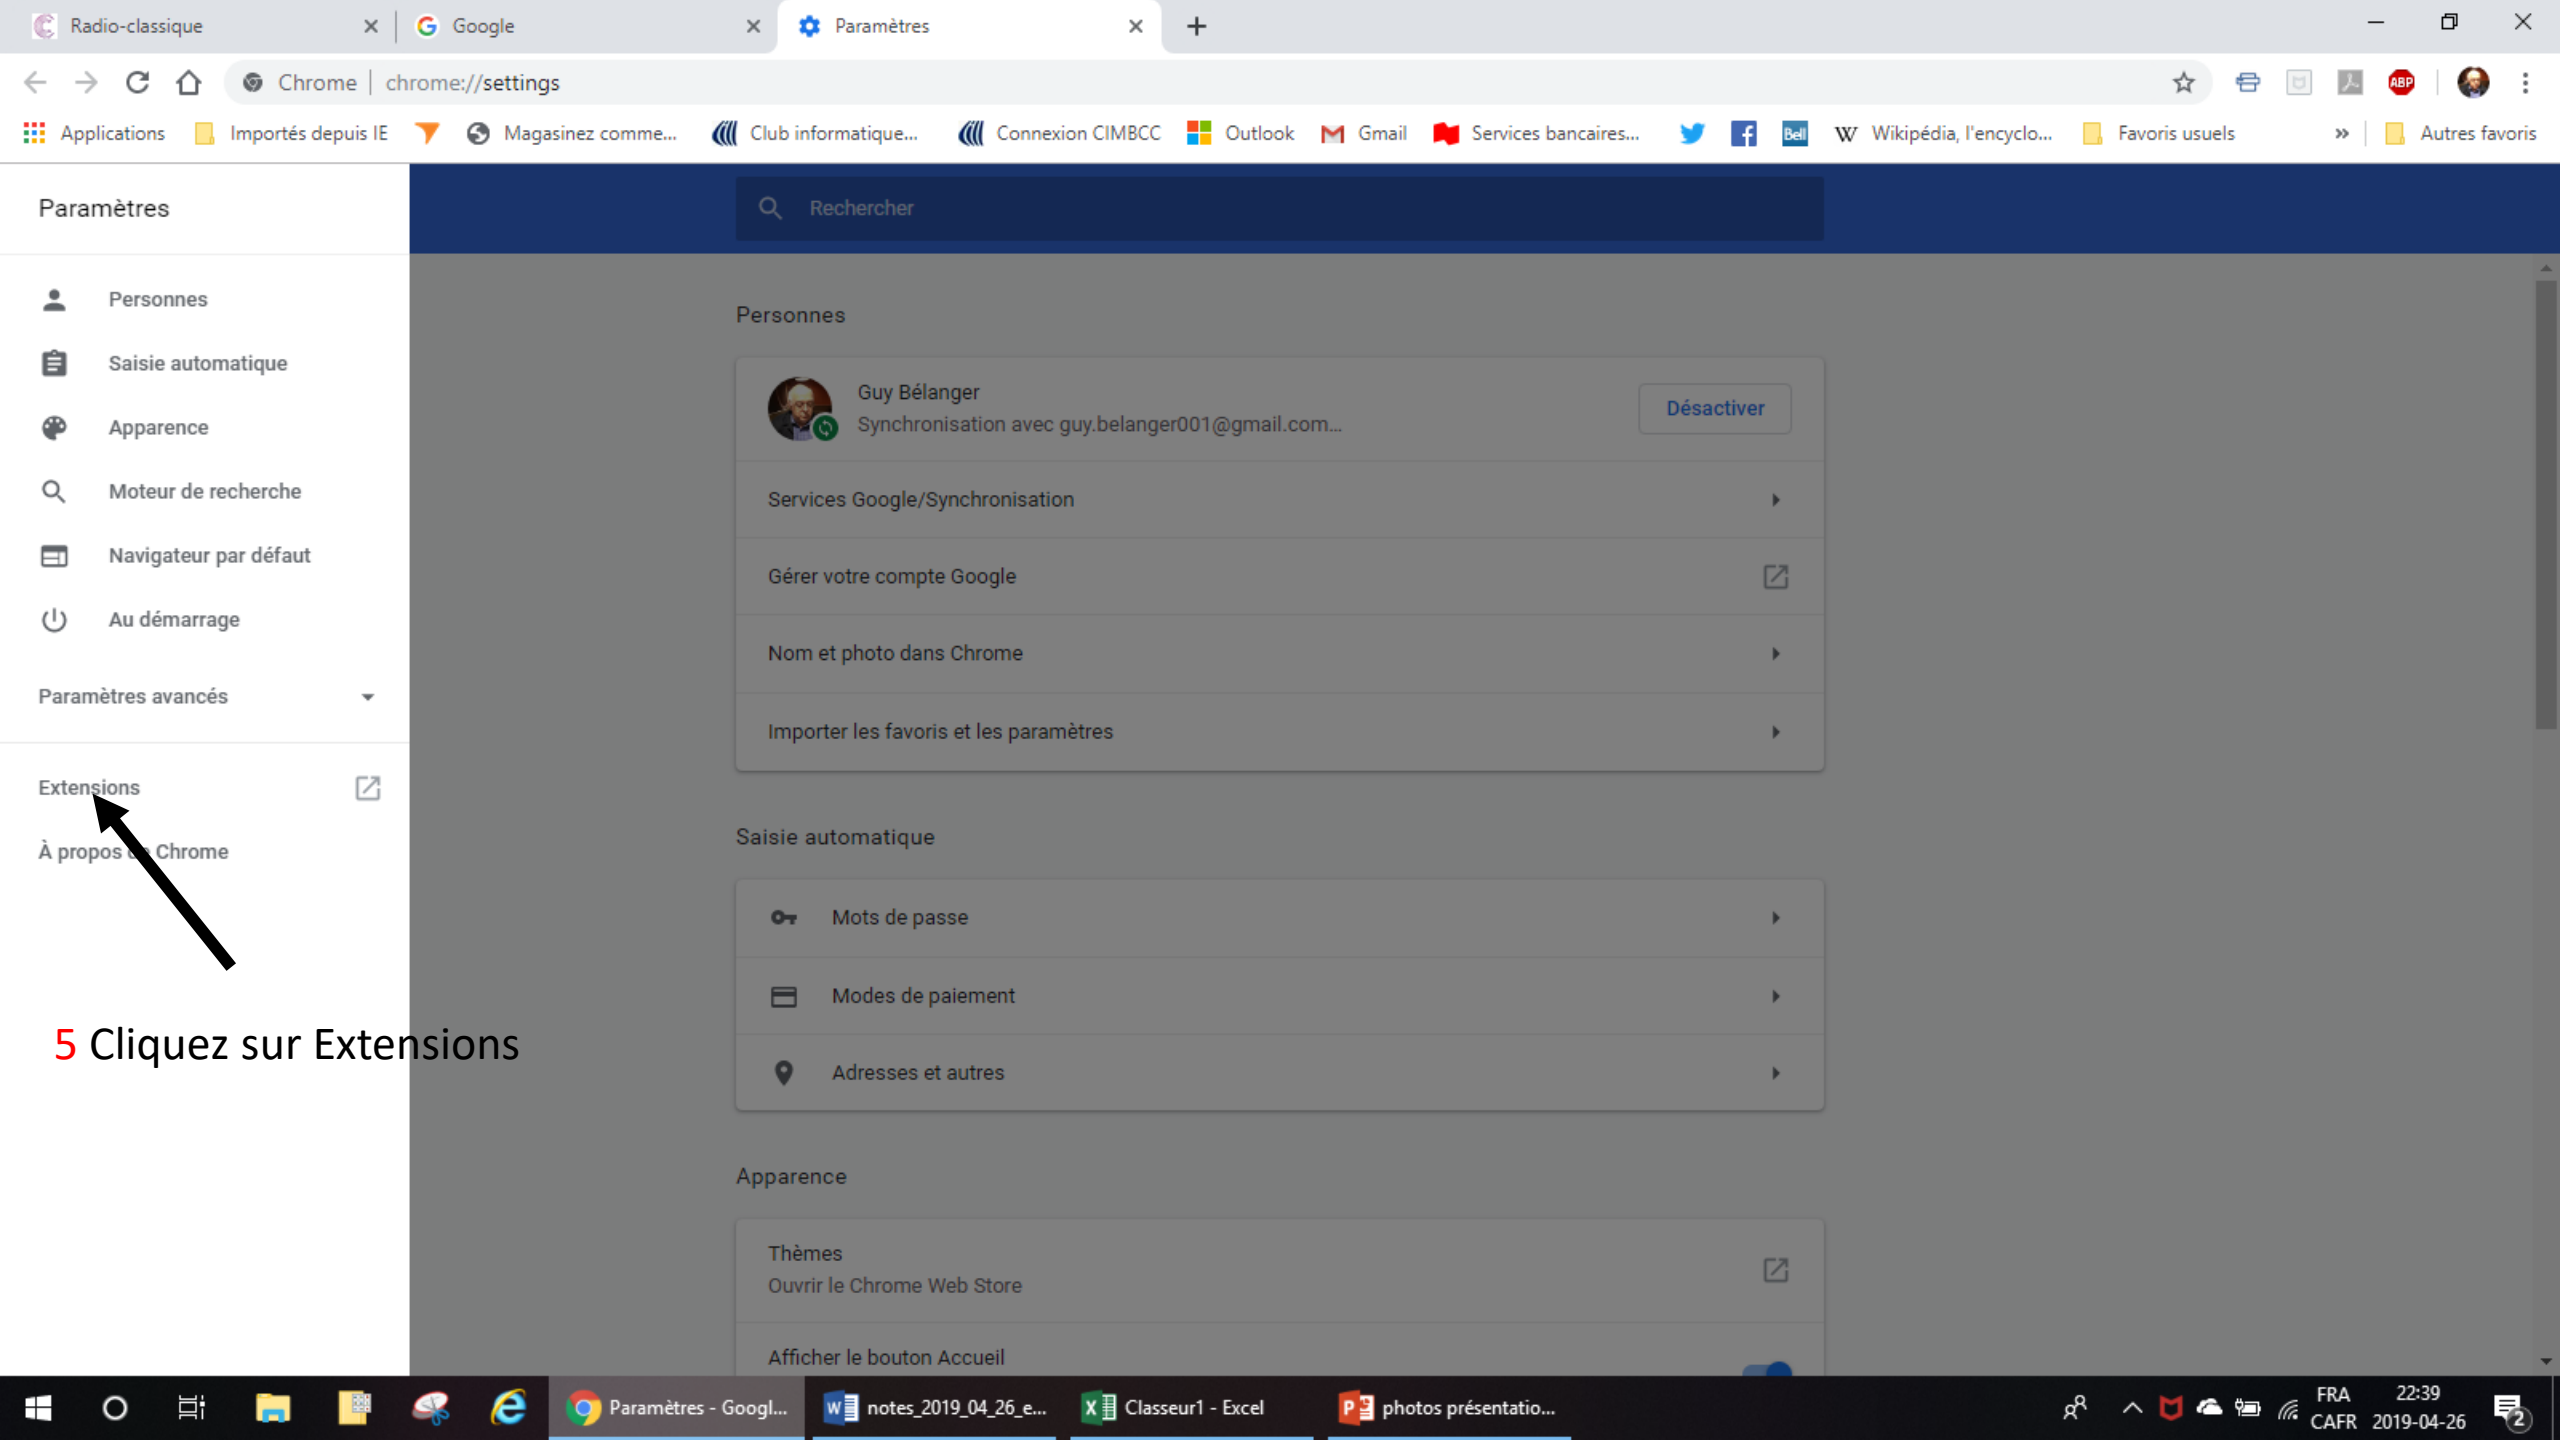 Radio-classique
Google
Paramètres
Chrome | chrome://settings
ABP
Applications
Importés depuis IE
Magasinez comme...
Club informatique...
Connexion CIMBCC
Outlook
Gmail
Services bancaires...
Bell
W Wikipédia, l'encyclo...
Favoris usuels
»
Autres favoris
Paramètres
Rechercher
Personnes
Saisie automatique
Apparence
Moteur de recherche
Navigateur par défaut
Au démarrage
Paramètres avancés
Extensions
À propos de Chrome
5 Cliquez sur Extensions
Personnes
Guy Bélanger
Synchronisation avec guy.belanger001@gmail.com...
Désactiver
Services Google/Synchronisation
Gérer votre compte Google
Nom et photo dans Chrome
Importer les favoris et les paramètres
Saisie automatique
Mots de passe
Modes de paiement
Adresses et autres
Apparence
Thèmes
Ouvrir le Chrome Web Store
Afficher le bouton Accueil
Paramètres - Googl...
notes_2019_04_26_e...
Classeur1 - Excel
photos présentatio...
FRA
CAFR
22:39
2019-04-26
2